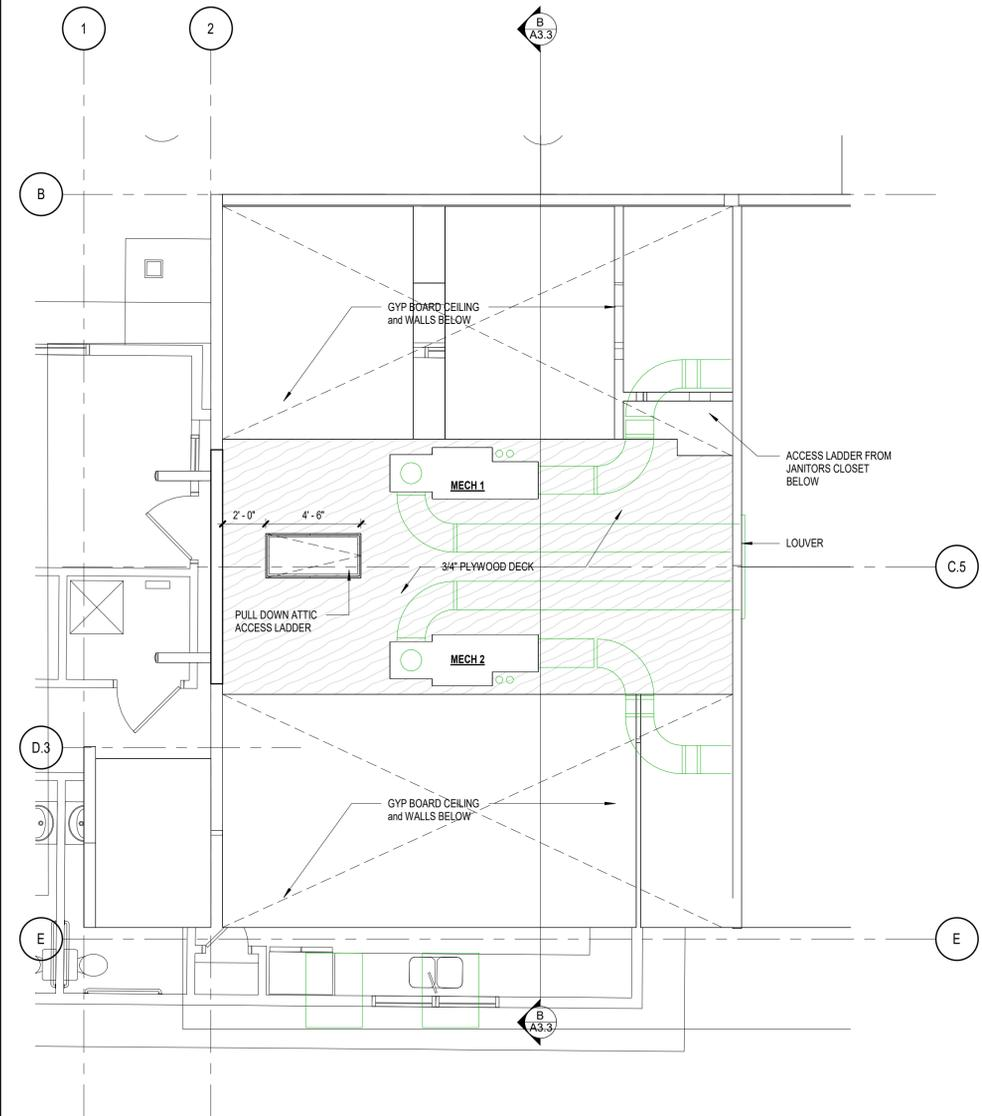 1
2
B
A3.3
B
GYP BOARD CEILING
and WALLS BELOW
ACCESS LADDER FROM
JANITORS CLOSET
BELOW
MECH 1
2' - 0"
4' - 6"
LOUVER
3/4" PLYWOOD DECK
C.5
PULL DOWN ATTIC
ACCESS LADDER
MECH 2
D.3
GYP BOARD CEILING
and WALLS BELOW
E
E
B
A3.3